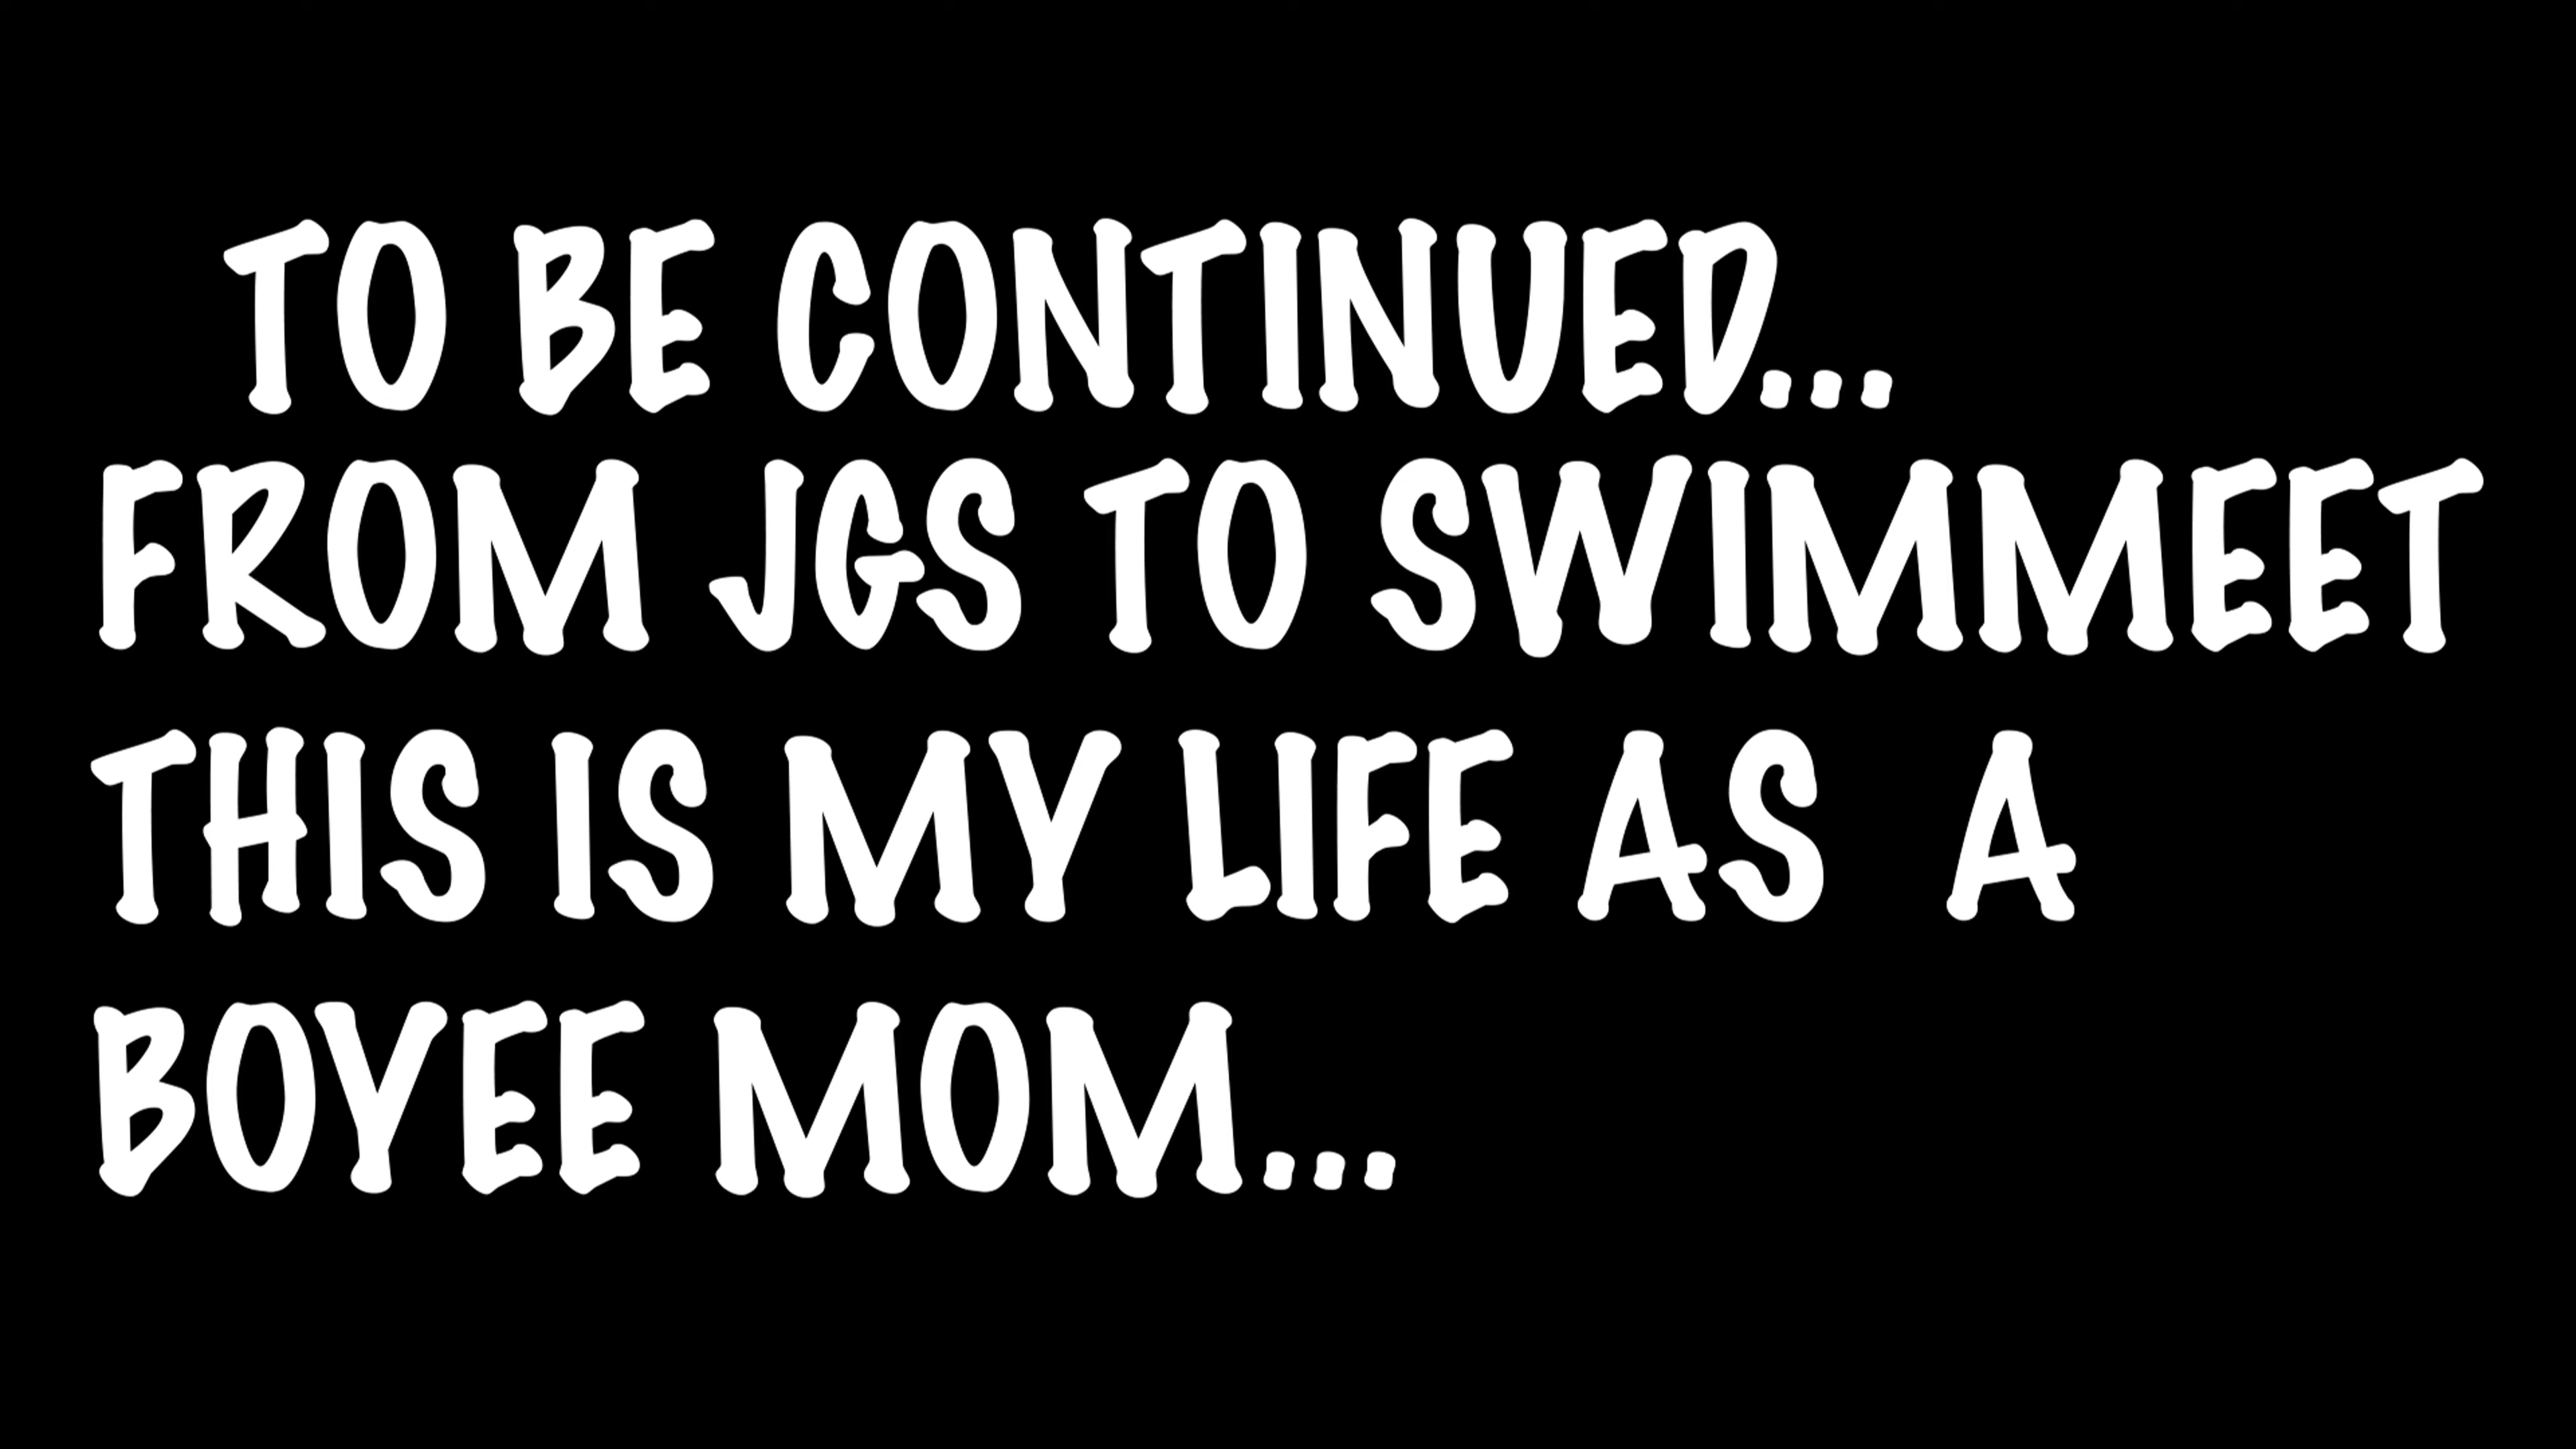 TO BE CONTINUED...
FROM JGS TO SWIMMEET
THIS IS MY LIFE AS A
BOYEE MOM...